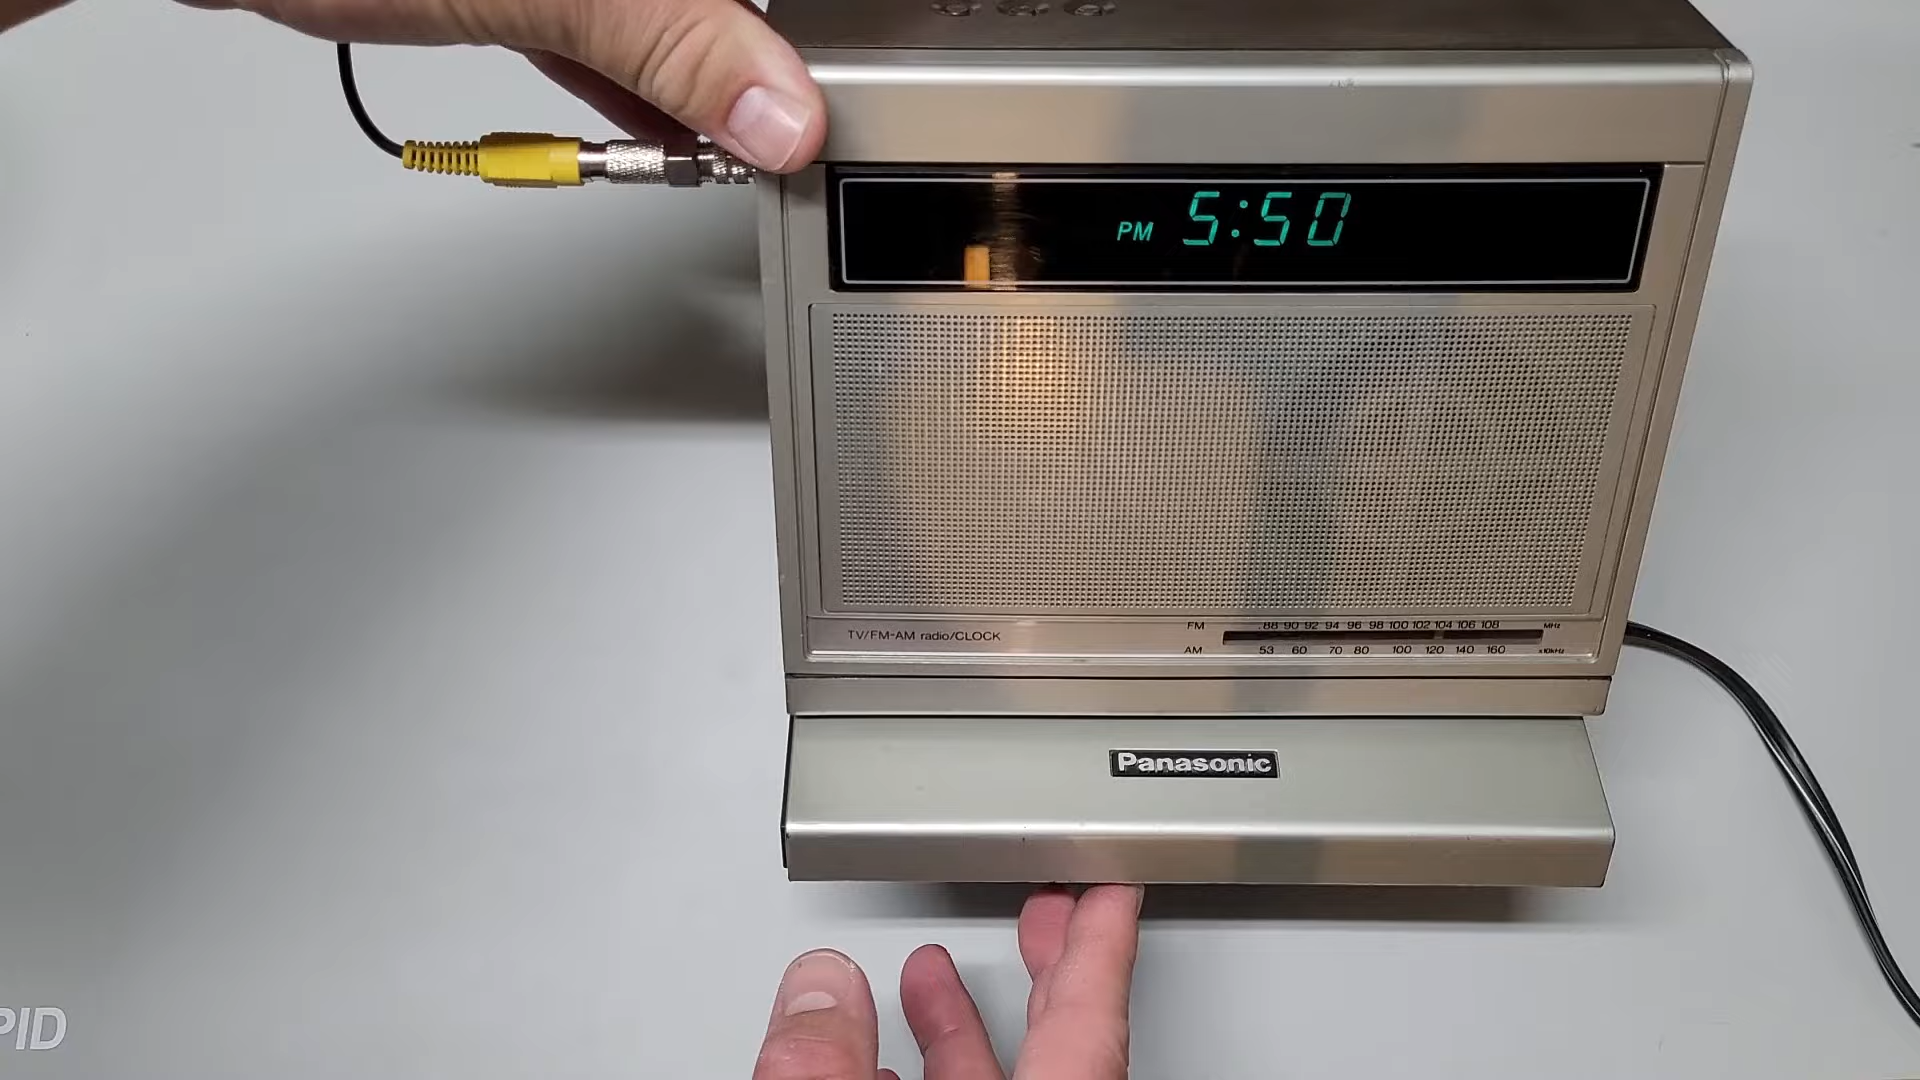 PM 5:50
TV/FM-AM radio/CLOCK
FM 88 90 92 94 96 98 100 102 104 106 108 MHz
AM 53 60 70 80 100 120 140 160 x10kHz
Panasonic
PID